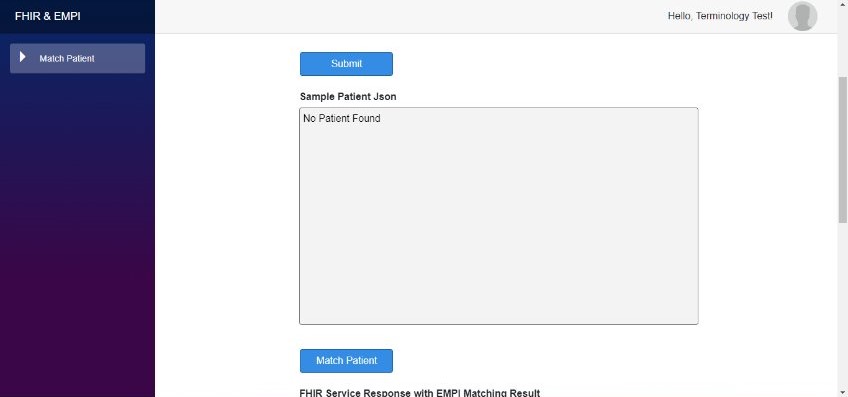 FHIR & EMPI
Hello, Terminology Test!
Match Patient
Submit
Sample Patient Json
No Patient Found
Match Patient
FHIR Service Response with EMPI Matching Result